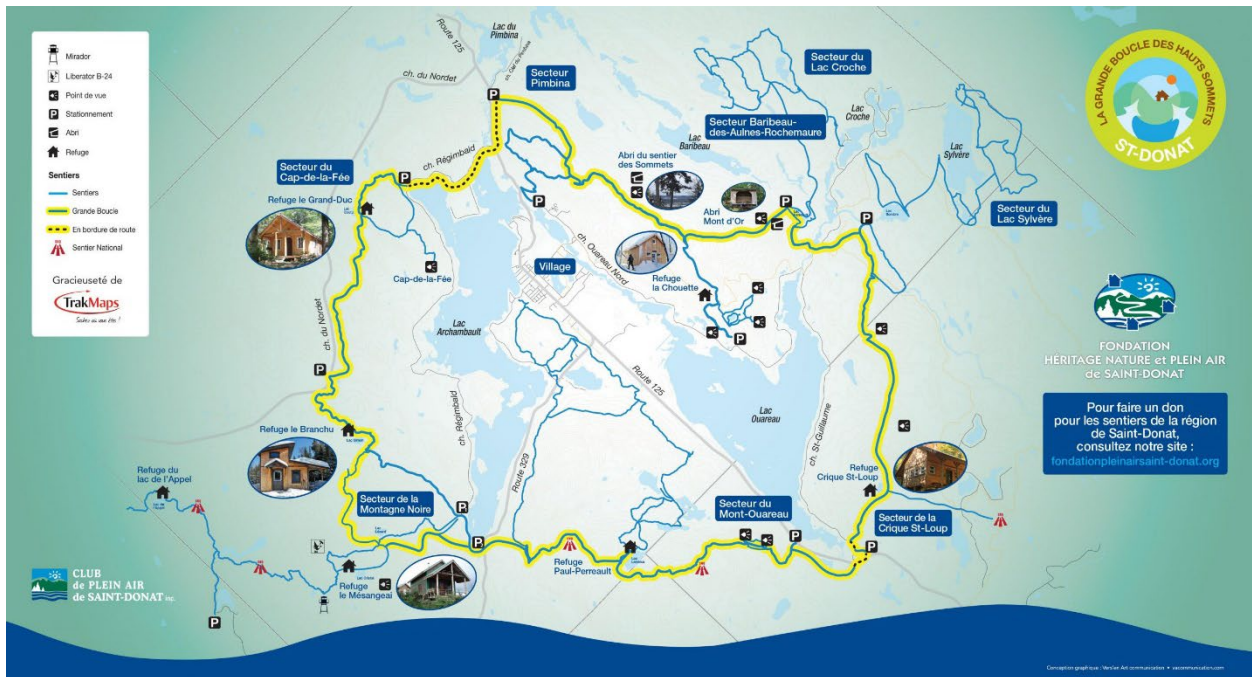 Mirador
Liberator B-24
Point de vue
Stationnement
Abri
Refuge
Sentiers
Sentiers
Grande Boucle
En bordure de route
Sentier National
Gracieuseté de
TrakMaps
Lac du
Pimbina
Route 125
ch. du Nordet
Secteur
Pimbina
Secteur du
Lac Croche
Lac
Croche
Secteur Baribeau-
des-Aulnes-Rochemaure
Lac
Baribeau
Lac
Sylvère
Secteur du
Lac Sylvère
LA GRANDE BOUCLE DES HAUTS SOMMETS
ST-DONAT
ch. Régimbald
Secteur du
Cap-de-la-Fée
Refuge le Grand-Duc
Cap-de-la-Fée
Abri du sentier
des Sommets
Abri
Mont d'Or
ch. Ouareau Nord
Village
Refuge
la Chouette
Lac
Archambault
ch. du Nordet
Route 125
Lac
Ouareau
ch. St-Guillaume
ch. Régimbald
Route 329
Refuge le Branchu
Refuge du
lac de l'Appel
Secteur de la
Montagne Noire
Refuge
le Mésangeai
Refuge
Paul-Perreault
Secteur du
Mont-Ouareau
Refuge
Crique St-Loup
Secteur de la
Crique St-Loup
FONDATION
HÉRITAGE NATURE et PLEIN AIR
de SAINT-DONAT
Pour faire un don
pour les sentiers de la région
de Saint-Donat,
consultez notre site :
fondationpleinairsaint-donat.org
CLUB
de PLEIN AIR
de SAINT-DONAT inc.